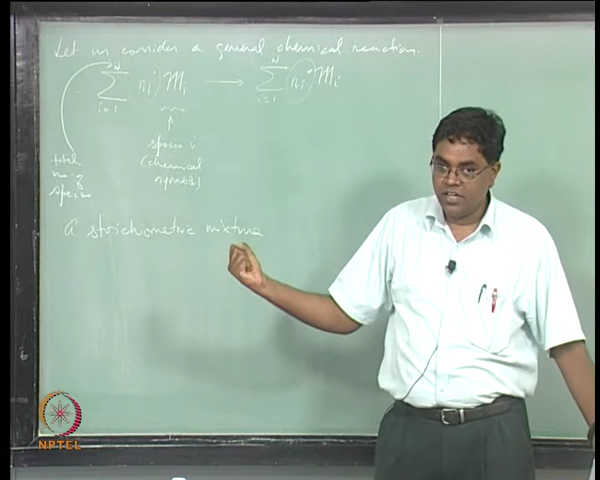 Let us consider a general chemical reaction.
N N
∑ nᵢ' 𝔐ᵢ → ∑ nᵢ'' 𝔐ᵢ
i=1 i=1
species i
(chemical
symbol)
total
no. of
species
A stoichiometric mixture
NPTEL